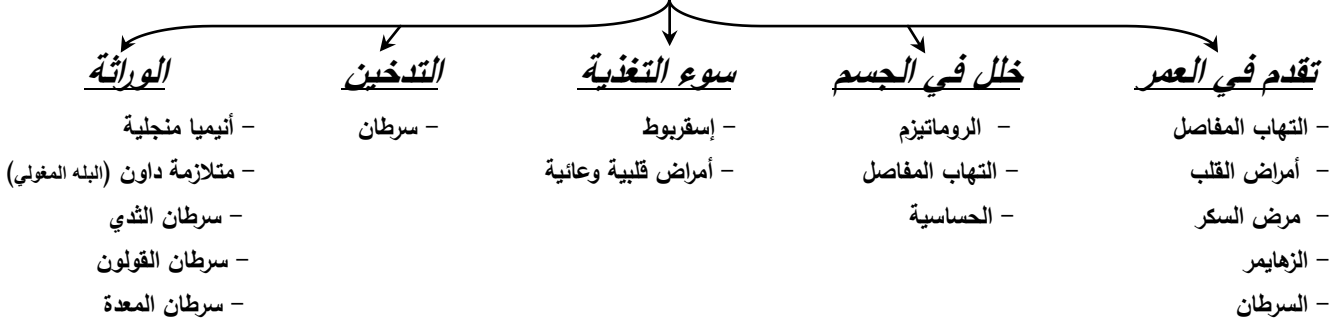 تقدم في العمر
- التهاب المفاصل
- أمراض القلب
- مرض السكر
- الزهايمر
- السرطان
خلل في الجسم
- الروماتيزم
- التهاب المفاصل
- الحساسية
سوء التغذية
- إسقربوط
- أمراض قلبية وعائية
التدخين
- سرطان
الوراثة
- أنيميا منجلية
- متلازمة داون (البله المغولي)
- سرطان الثدي
- سرطان القولون
- سرطان المعدة